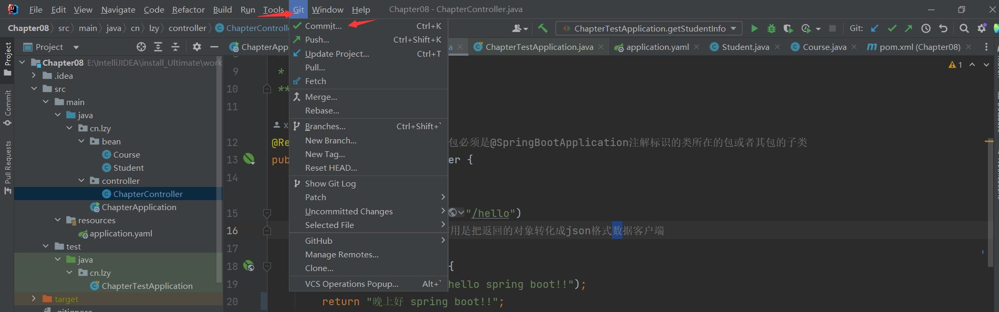 File Edit View Navigate Code Refactor Build Run Tools Git Window Help Chapter08 - ChapterController.java
Chapter08 src main java cn lzy controller ChapterControlle
ChapterTestApplication.getStudentInfo Git:
Project
ChapterApp
ChapterTestApplication.java application.yaml Student.java Course.java pom.xml (Chapter08)
Project
Commit
Pull Requests
Chapter08 E:\IntelliJIDEA\install_Ultimate\work
.idea
src
main
java
cn.lzy
bean
Course
Student
controller
ChapterController
ChapterApplication
resources
application.yaml
test
java
cn.lzy
ChapterTestApplication
target
.gitignore
Commit... Ctrl+K
Push... Ctrl+Shift+K
Update Project... Ctrl+T
Pull...
Fetch
Merge...
Rebase...
Branches... Ctrl+Shift+`
New Branch...
New Tag...
Reset HEAD...
Show Git Log
Patch
Uncommitted Changes
Selected File
GitHub
Manage Remotes...
Clone...
VCS Operations Popup... Alt+`
1
9 *
10 **
11
12 @Re 包必须是@SpringBootApplication注解标识的类所在的包或者其包的子类
13 pub er {
14
15 "/hello")
16 用是把返回的对象转化成json格式数据客户端
17
18 {
19 hello spring boot!!");
20 return "晚上好 spring boot!!";